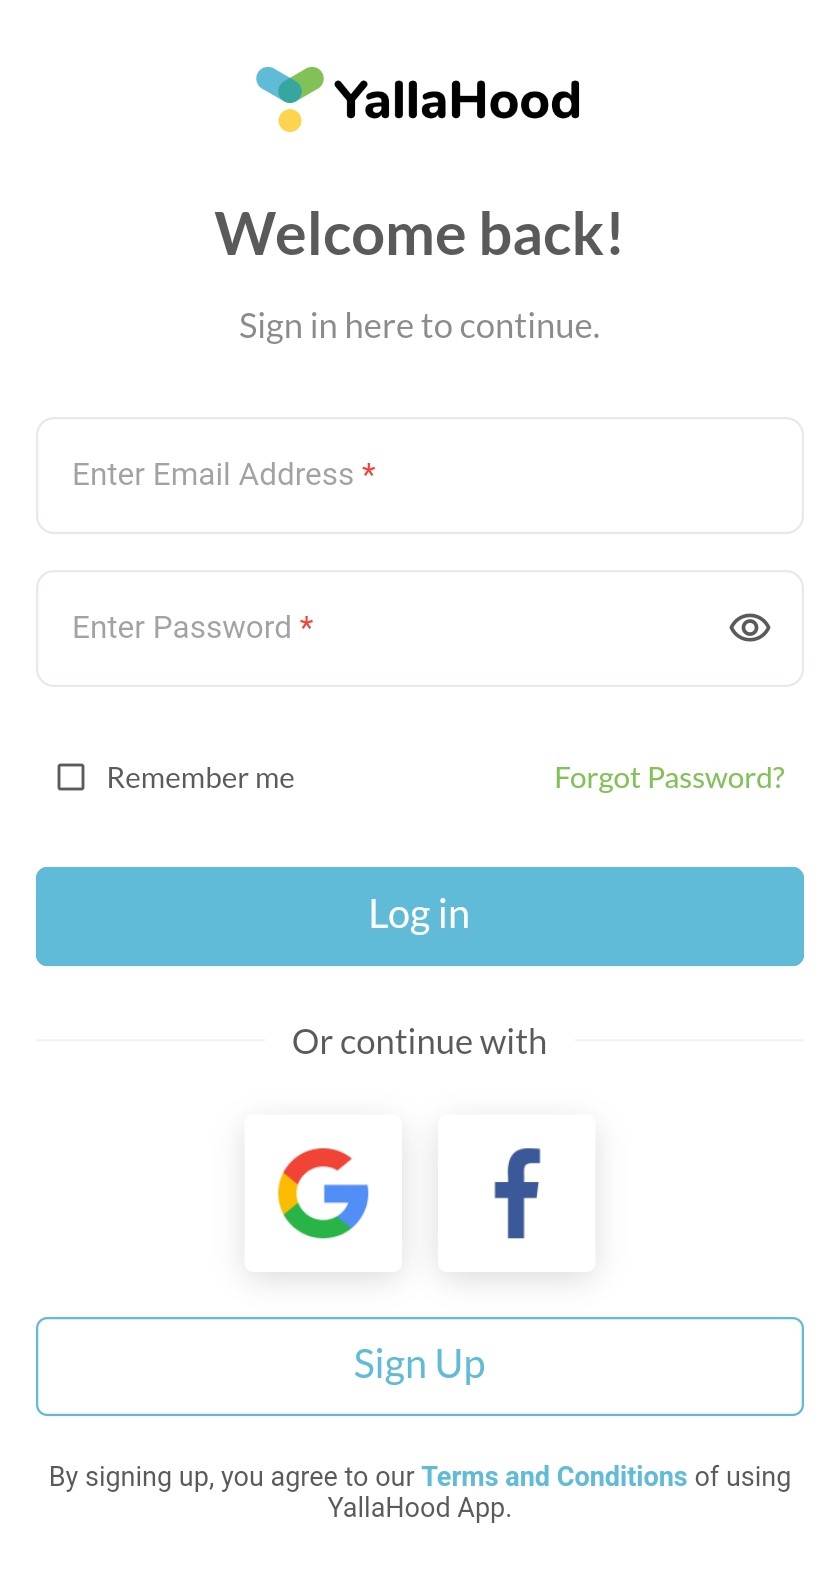 YallaHood
Welcome back!
Sign in here to continue.
Enter Email Address *
Enter Password *
Remember me
Forgot Password?
Log in
Or continue with
Sign Up
By signing up, you agree to our Terms and Conditions of using
YallaHood App.